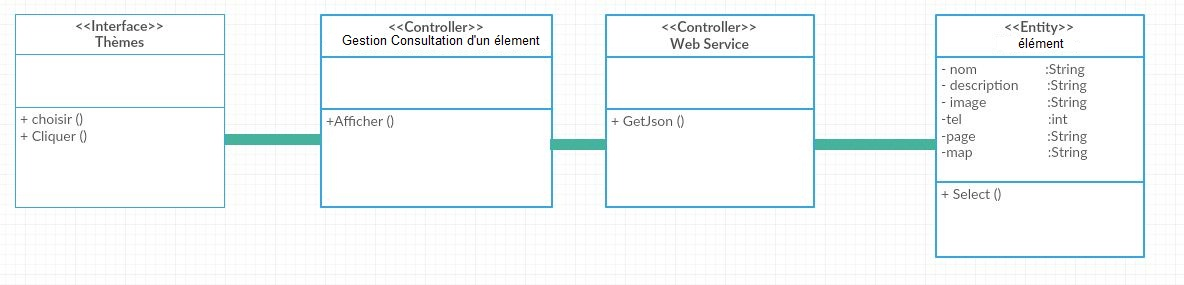 <<Interface>>
Thèmes
+ choisir ()
+ Cliquer ()
<<Controller>>
Gestion Consultation d'un élement
+Afficher ()
<<Controller>>
Web Service
+ GetJson ()
<<Entity>>
élément
- nom :String
- description :String
- image :String
-tel :int
-page :String
-map :String
+ Select ()